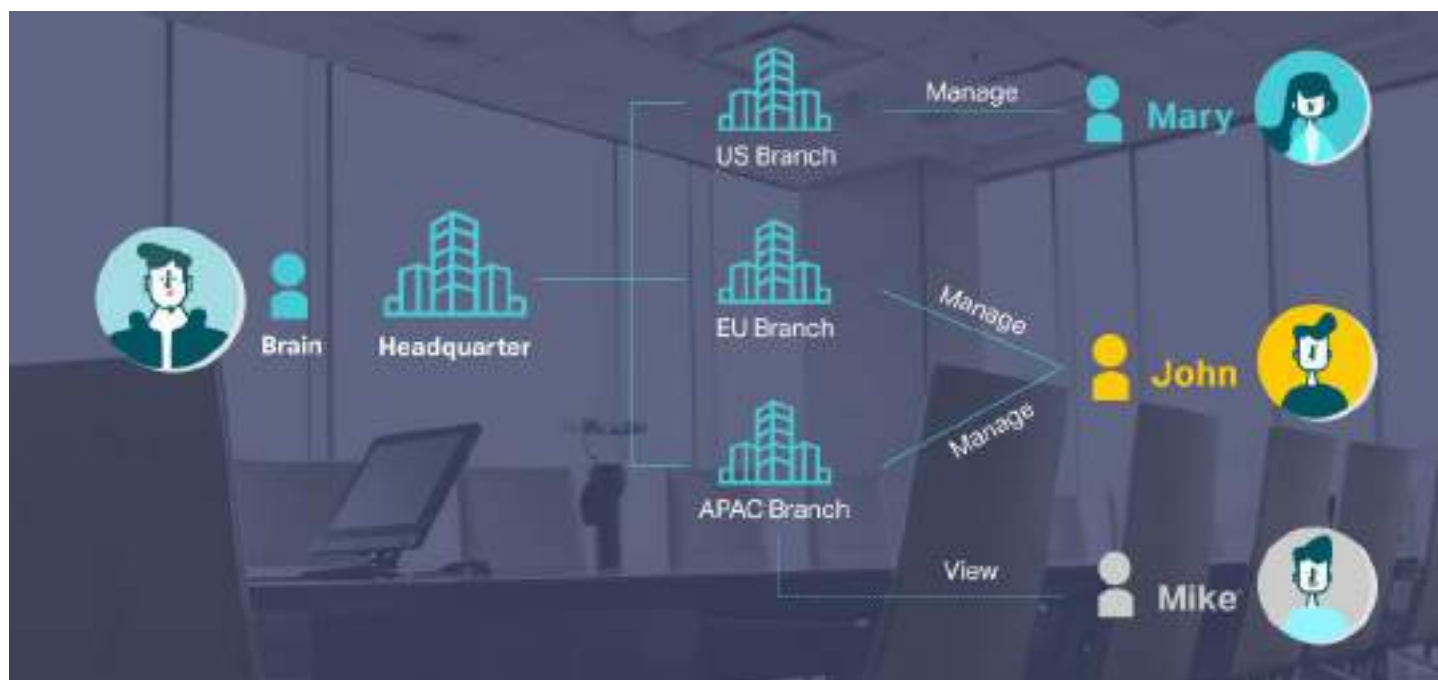 Manage
Mary
US Branch
Brain
Headquarter
EU Branch
Manage
John
Manage
APAC Branch
View
Mike